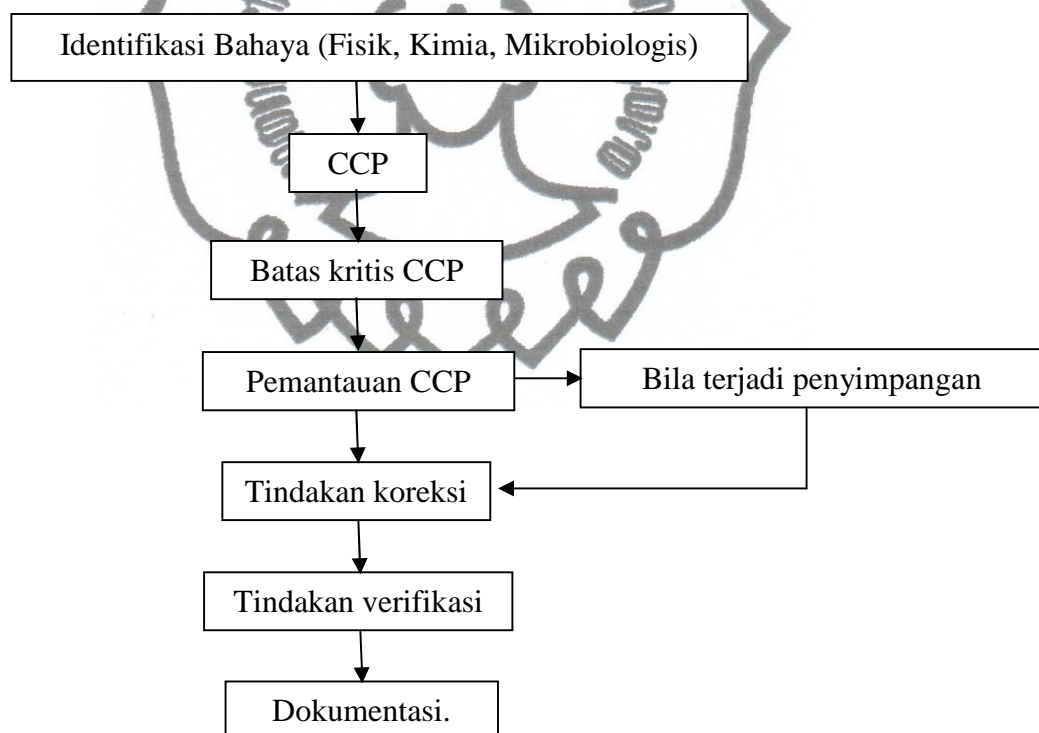 Identifikasi Bahaya (Fisik, Kimia, Mikrobiologis)
CCP
Batas kritis CCP
Pemantauan CCP
Bila terjadi penyimpangan
Tindakan koreksi
Tindakan verifikasi
Dokumentasi.